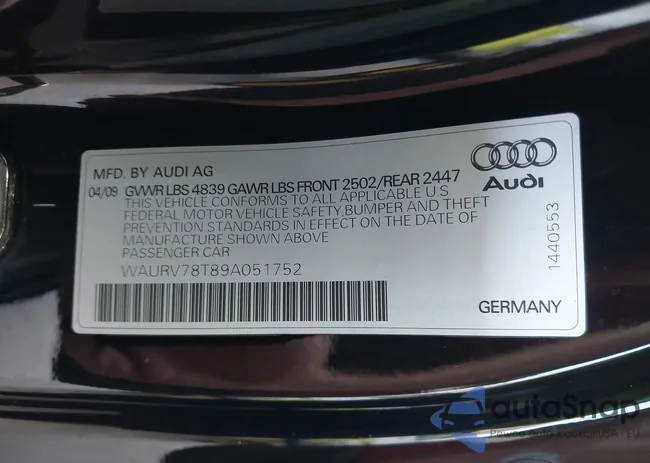 MFD. BY AUDI AG
04/09 GVWR LBS 4839 GAWR LBS FRONT 2502/REAR 2447
THIS VEHICLE CONFORMS TO ALL APPLICABLE U.S.
FEDERAL MOTOR VEHICLE SAFETY, BUMPER AND THEFT
PREVENTION STANDARDS IN EFFECT ON THE DATE OF
MANUFACTURE SHOWN ABOVE
PASSENGER CAR
WAURV78T89A051752
Audi
1440553
GERMANY
autoSnap